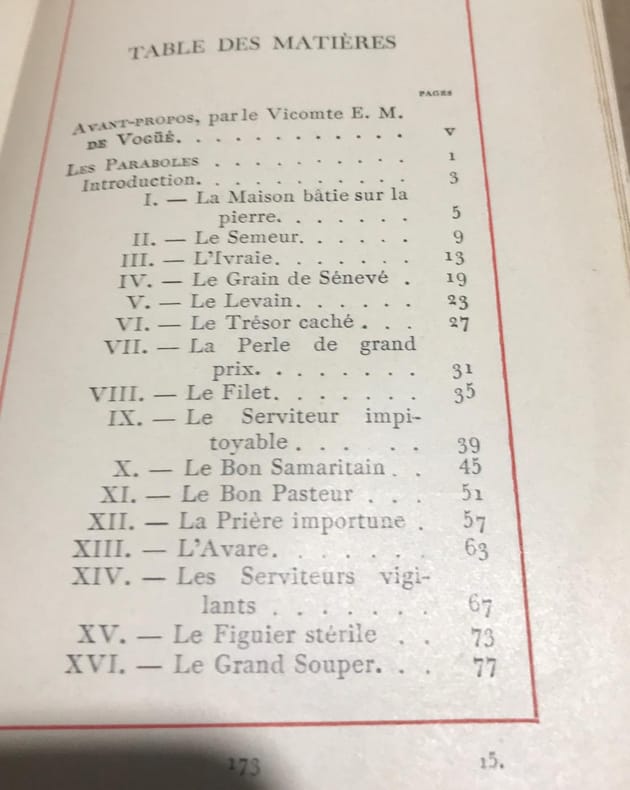 TABLE DES MATIÈRES
PAGES
AVANT-PROPOS, par le Vicomte E. M.
DE VOGÜÉ. . . . . . . . . . . V
LES PARABOLES . . . . . . . . . . 1
Introduction. . . . . . . . . . . 3
I. — La Maison bâtie sur la
pierre. . . . . . . 5
II. — Le Semeur. . . . . . 9
III. — L'Ivraie. . . . . . . 13
IV. — Le Grain de Sénevé . 19
V. — Le Levain. . . . . . 23
VI. — Le Trésor caché . . . 27
VII. — La Perle de grand
prix. . . . . . . . 31
VIII. — Le Filet. . . . . . . 35
IX. — Le Serviteur impi-
toyable . . . . . . 39
X. — Le Bon Samaritain . . 45
XI. — Le Bon Pasteur . . . 51
XII. — La Prière importune . 57
XIII. — L'Avare. . . . . . . 63
XIV. — Les Serviteurs vigi-
lants . . . . . . . 67
XV. — Le Figuier stérile . . 73
XVI. — Le Grand Souper. . . 77
173 15.